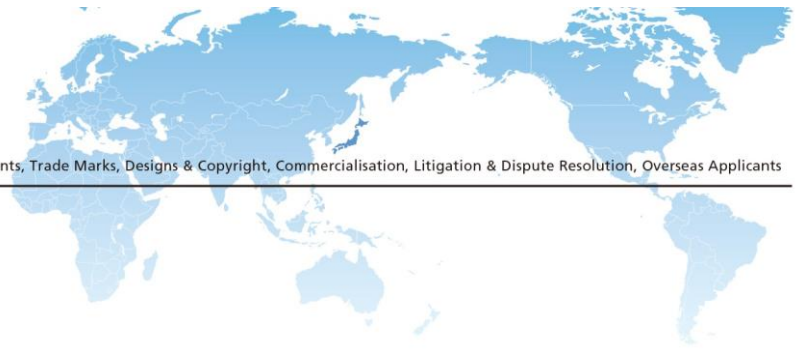 nts, Trade Marks, Designs & Copyright, Commercialisation, Litigation & Dispute Resolution, Overseas Applicants